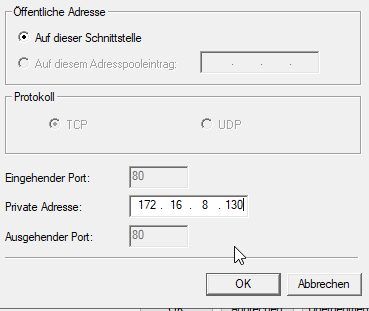 Öffentliche Adresse
Auf dieser Schnittstelle
Auf diesem Adresspooleintrag: . . .
Protokoll
TCP UDP
Eingehender Port: 80
Private Adresse: 172 . 16 . 8 . 130
Ausgehender Port: 80
OK Abbrechen